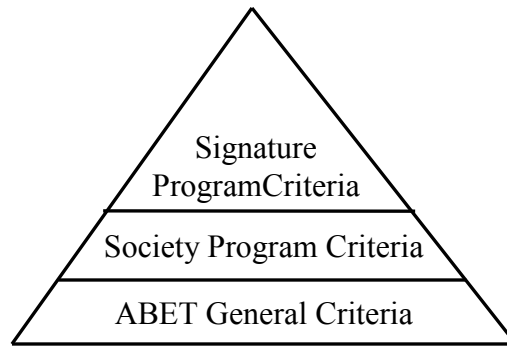 Signature
ProgramCriteria
Society Program Criteria
ABET General Criteria